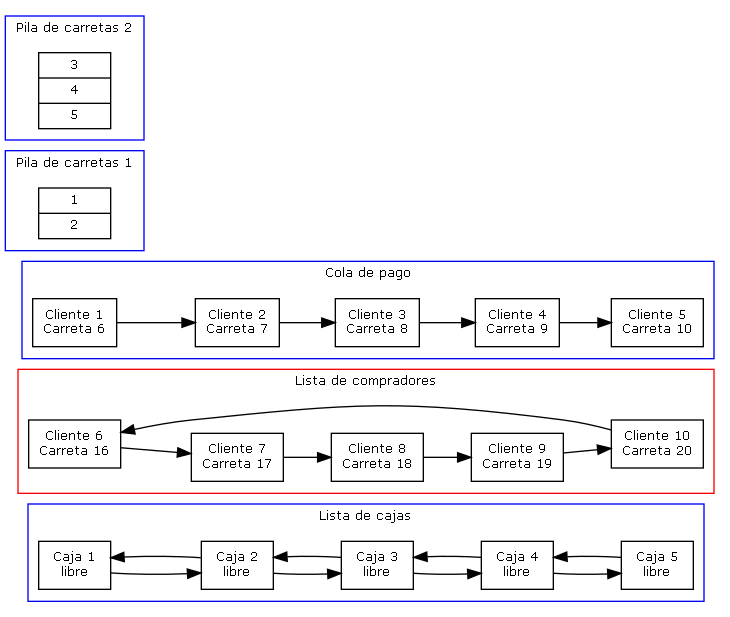 Pila de carretas 2
3
4
5
Pila de carretas 1
1
2
Cola de pago
Cliente 1
Carreta 6
Cliente 2
Carreta 7
Cliente 3
Carreta 8
Cliente 4
Carreta 9
Cliente 5
Carreta 10
Lista de compradores
Cliente 6
Carreta 16
Cliente 7
Carreta 17
Cliente 8
Carreta 18
Cliente 9
Carreta 19
Cliente 10
Carreta 20
Lista de cajas
Caja 1
libre
Caja 2
libre
Caja 3
libre
Caja 4
libre
Caja 5
libre